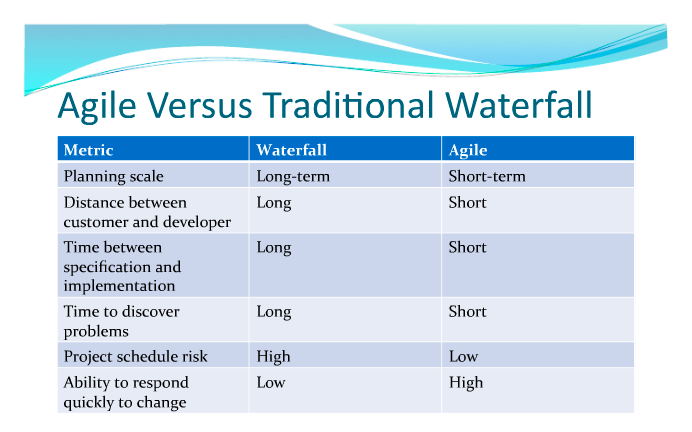 Agile Versus Traditional Waterfall
Metric Waterfall Agile
Planning scale Long-term Short-term
Distance between Long Short
customer and developer
Time between Long Short
specification and
implementation
Time to discover Long Short
problems
Project schedule risk High Low
Ability to respond Low High
quickly to change